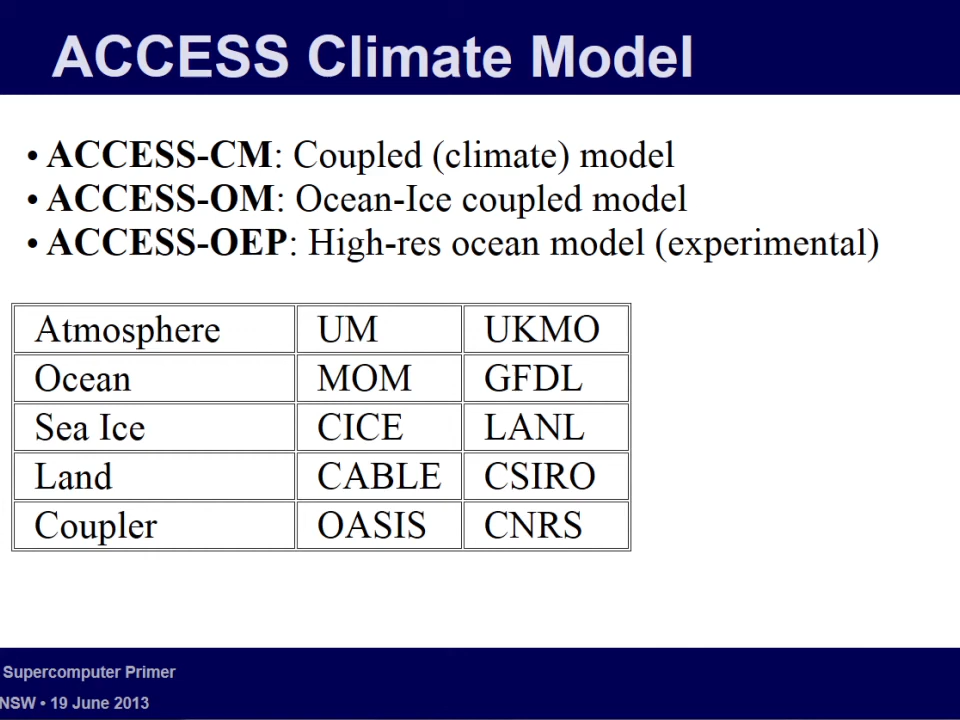 ACCESS Climate Model
• ACCESS-CM: Coupled (climate) model
• ACCESS-OM: Ocean-Ice coupled model
• ACCESS-OEP: High-res ocean model (experimental)
Atmosphere UM UKMO
Ocean MOM GFDL
Sea Ice CICE LANL
Land CABLE CSIRO
Coupler OASIS CNRS
Supercomputer Primer
NSW • 19 June 2013